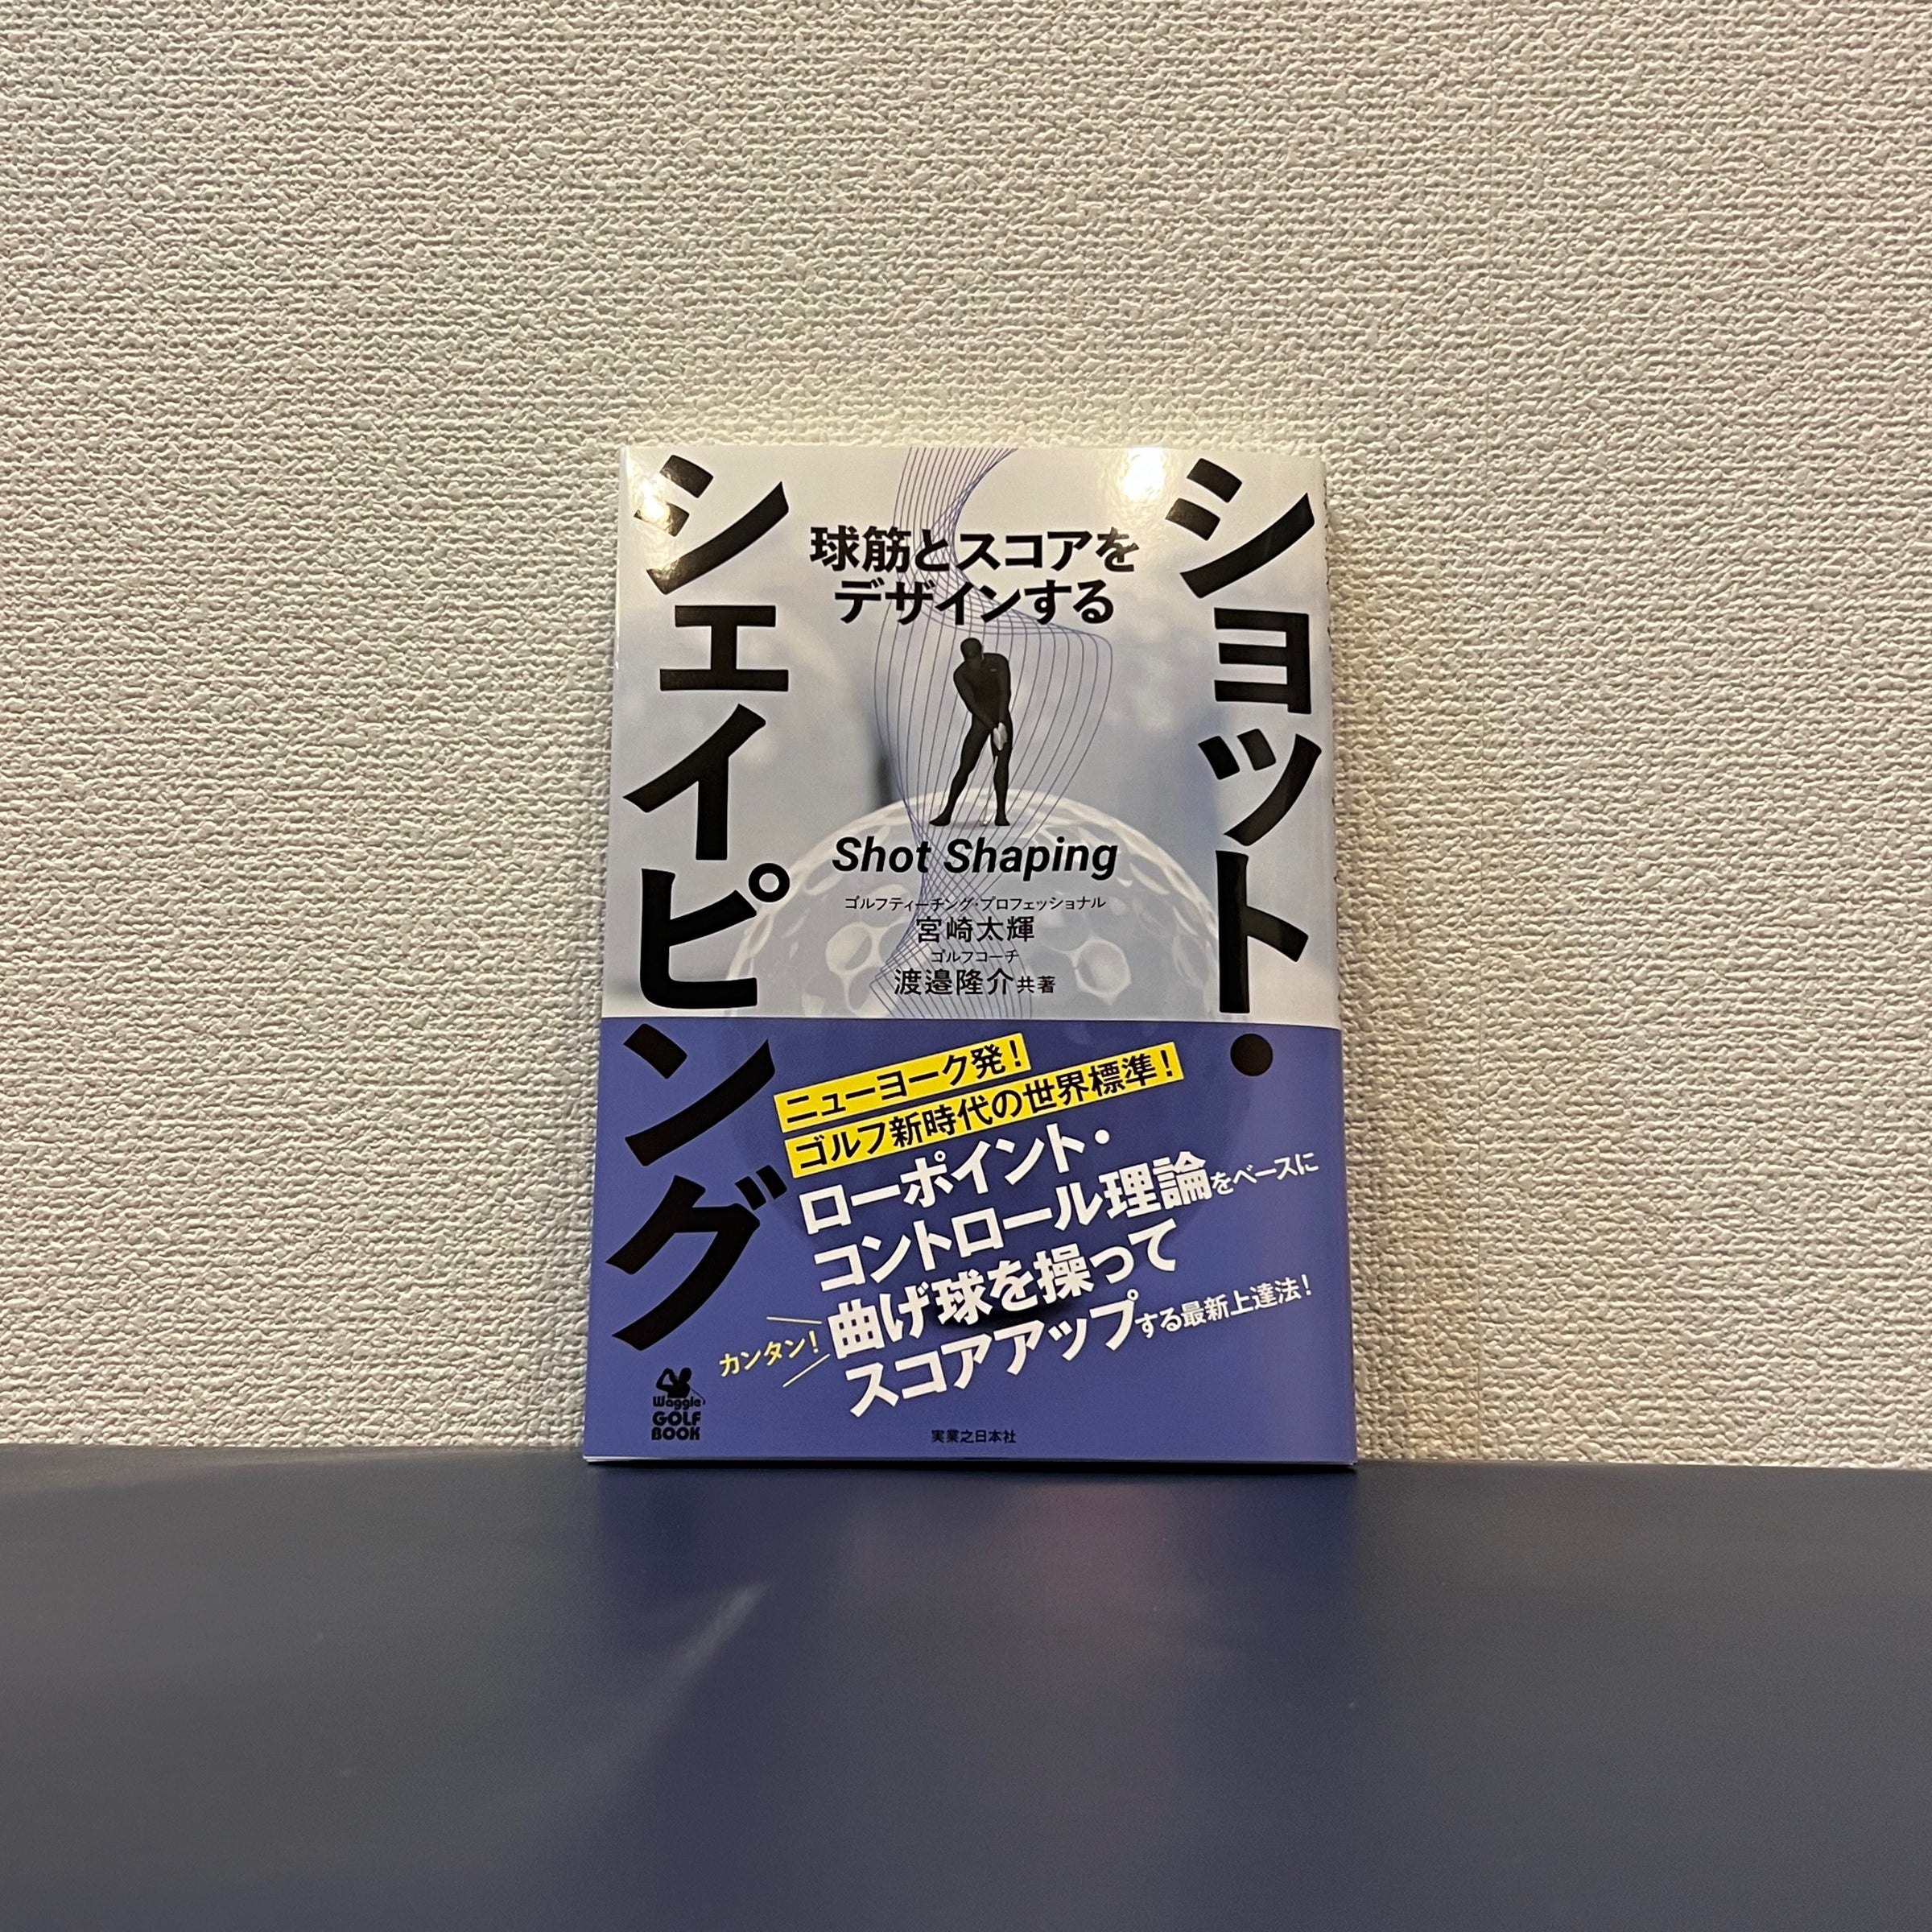 ショット・
シェイピング
球筋とスコアを
デザインする
Shot Shaping
ゴルフティーチング・プロフェッショナル
宮崎太輝
ゴルフコーチ
渡邉隆介共著
ニューヨーク発！
ゴルフ新時代の世界標準！
ローポイント・
コントロール理論をベースに
カンタン！
曲げ球を操って
スコアアップする最新上達法！
Waggle
GOLF
BOOK
実業之日本社